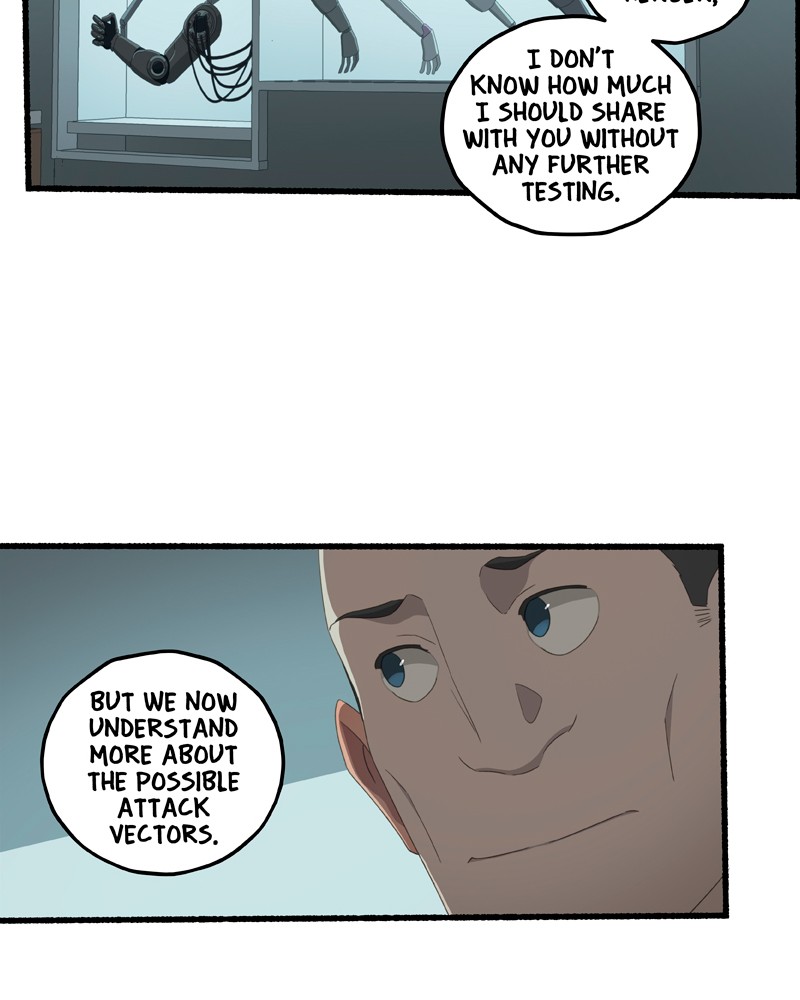 I DON'T
KNOW HOW MUCH
I SHOULD SHARE
WITH YOU WITHOUT
ANY FURTHER
TESTING.
BUT WE NOW
UNDERSTAND
MORE ABOUT
THE POSSIBLE
ATTACK
VECTORS.